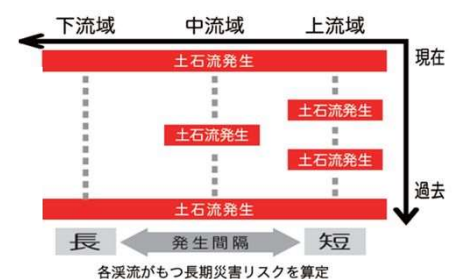 下流域 中流域 上流域
現在
土石流発生
土石流発生
土石流発生
土石流発生
過去
土石流発生
長 発生間隔 短
各渓流がもつ長期災害リスクを算定